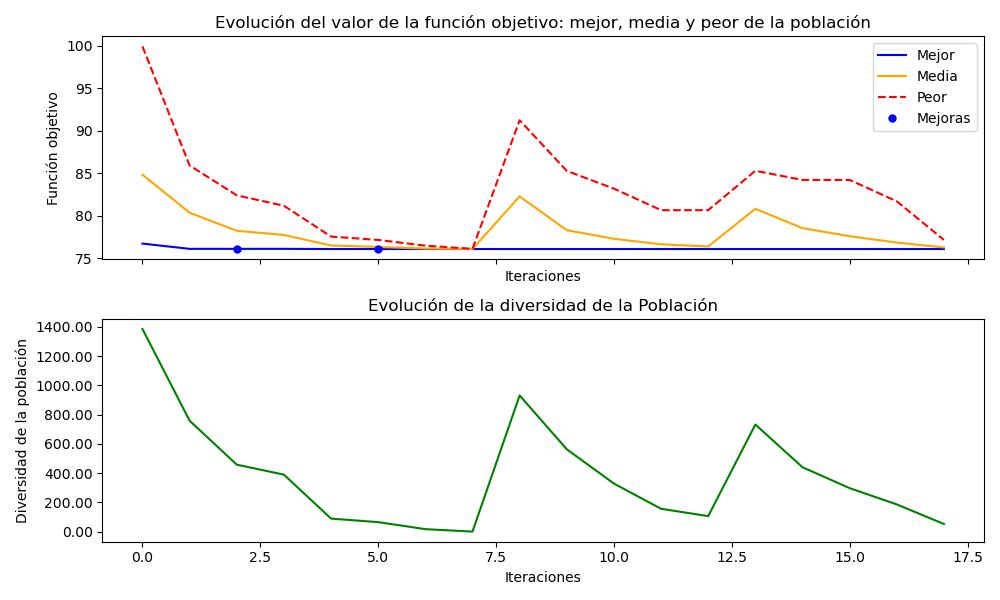 Evolución del valor de la función objetivo: mejor, media y peor de la población
Función objetivo
100
95
90
85
80
75
Mejor
Media
Peor
Mejoras
Iteraciones
Evolución de la diversidad de la Población
Diversidad de la población
1400.00
1200.00
1000.00
800.00
600.00
400.00
200.00
0.00
0.0 2.5 5.0 7.5 10.0 12.5 15.0 17.5
Iteraciones